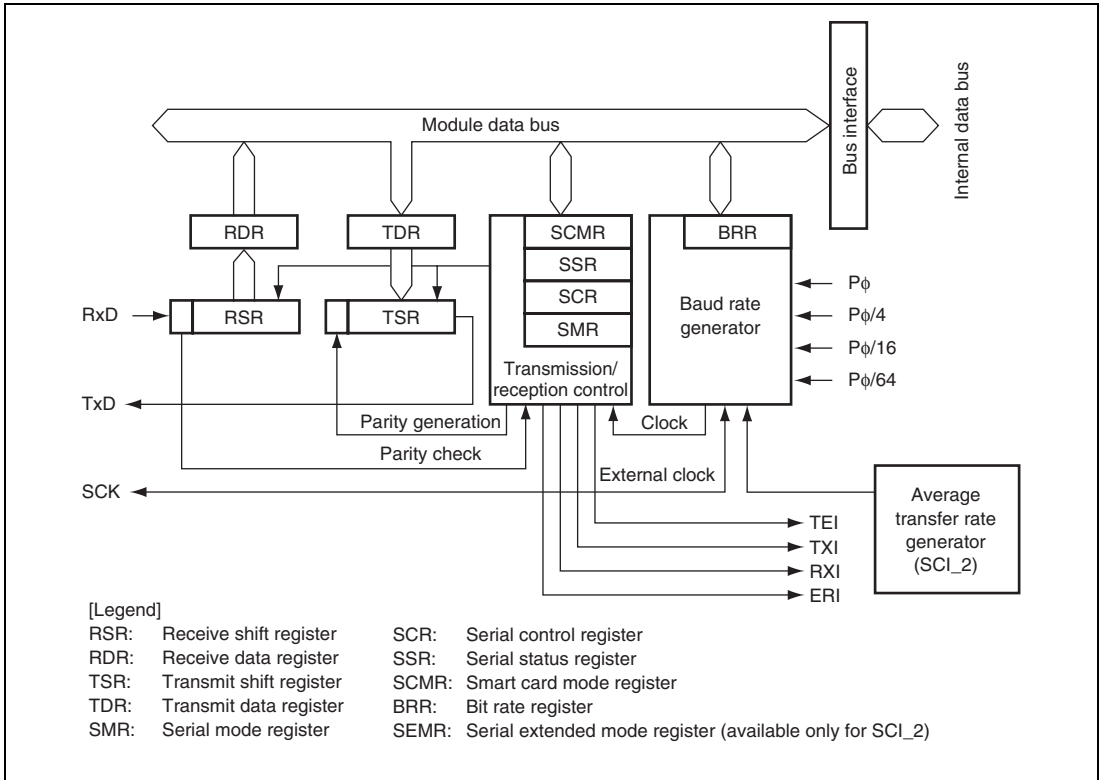 Module data bus
Bus interface
Internal data bus
RDR
TDR
SCMR
SSR
SCR
SMR
BRR
Baud rate
generator
Pϕ
Pϕ/4
Pϕ/16
Pϕ/64
RxD
RSR
TSR
Transmission/
reception control
TxD
Parity generation
Clock
Parity check
External clock
SCK
Average
transfer rate
generator
(SCI_2)
TEI
TXI
RXI
ERI
[Legend]
RSR: Receive shift register
RDR: Receive data register
TSR: Transmit shift register
TDR: Transmit data register
SMR: Serial mode register
SCR: Serial control register
SSR: Serial status register
SCMR: Smart card mode register
BRR: Bit rate register
SEMR: Serial extended mode register (available only for SCI_2)